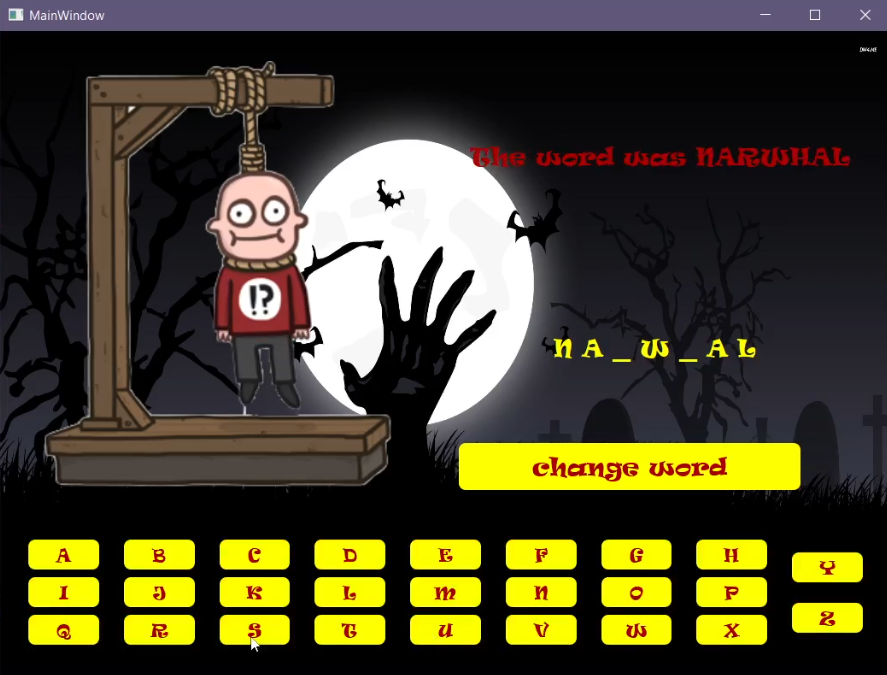 MainWindow
The word was NARWHAL
!?
N A _ W _ A L
change word
A B C D E F G H
Y
I J K L M N O P
Z
Q R S T U V W X